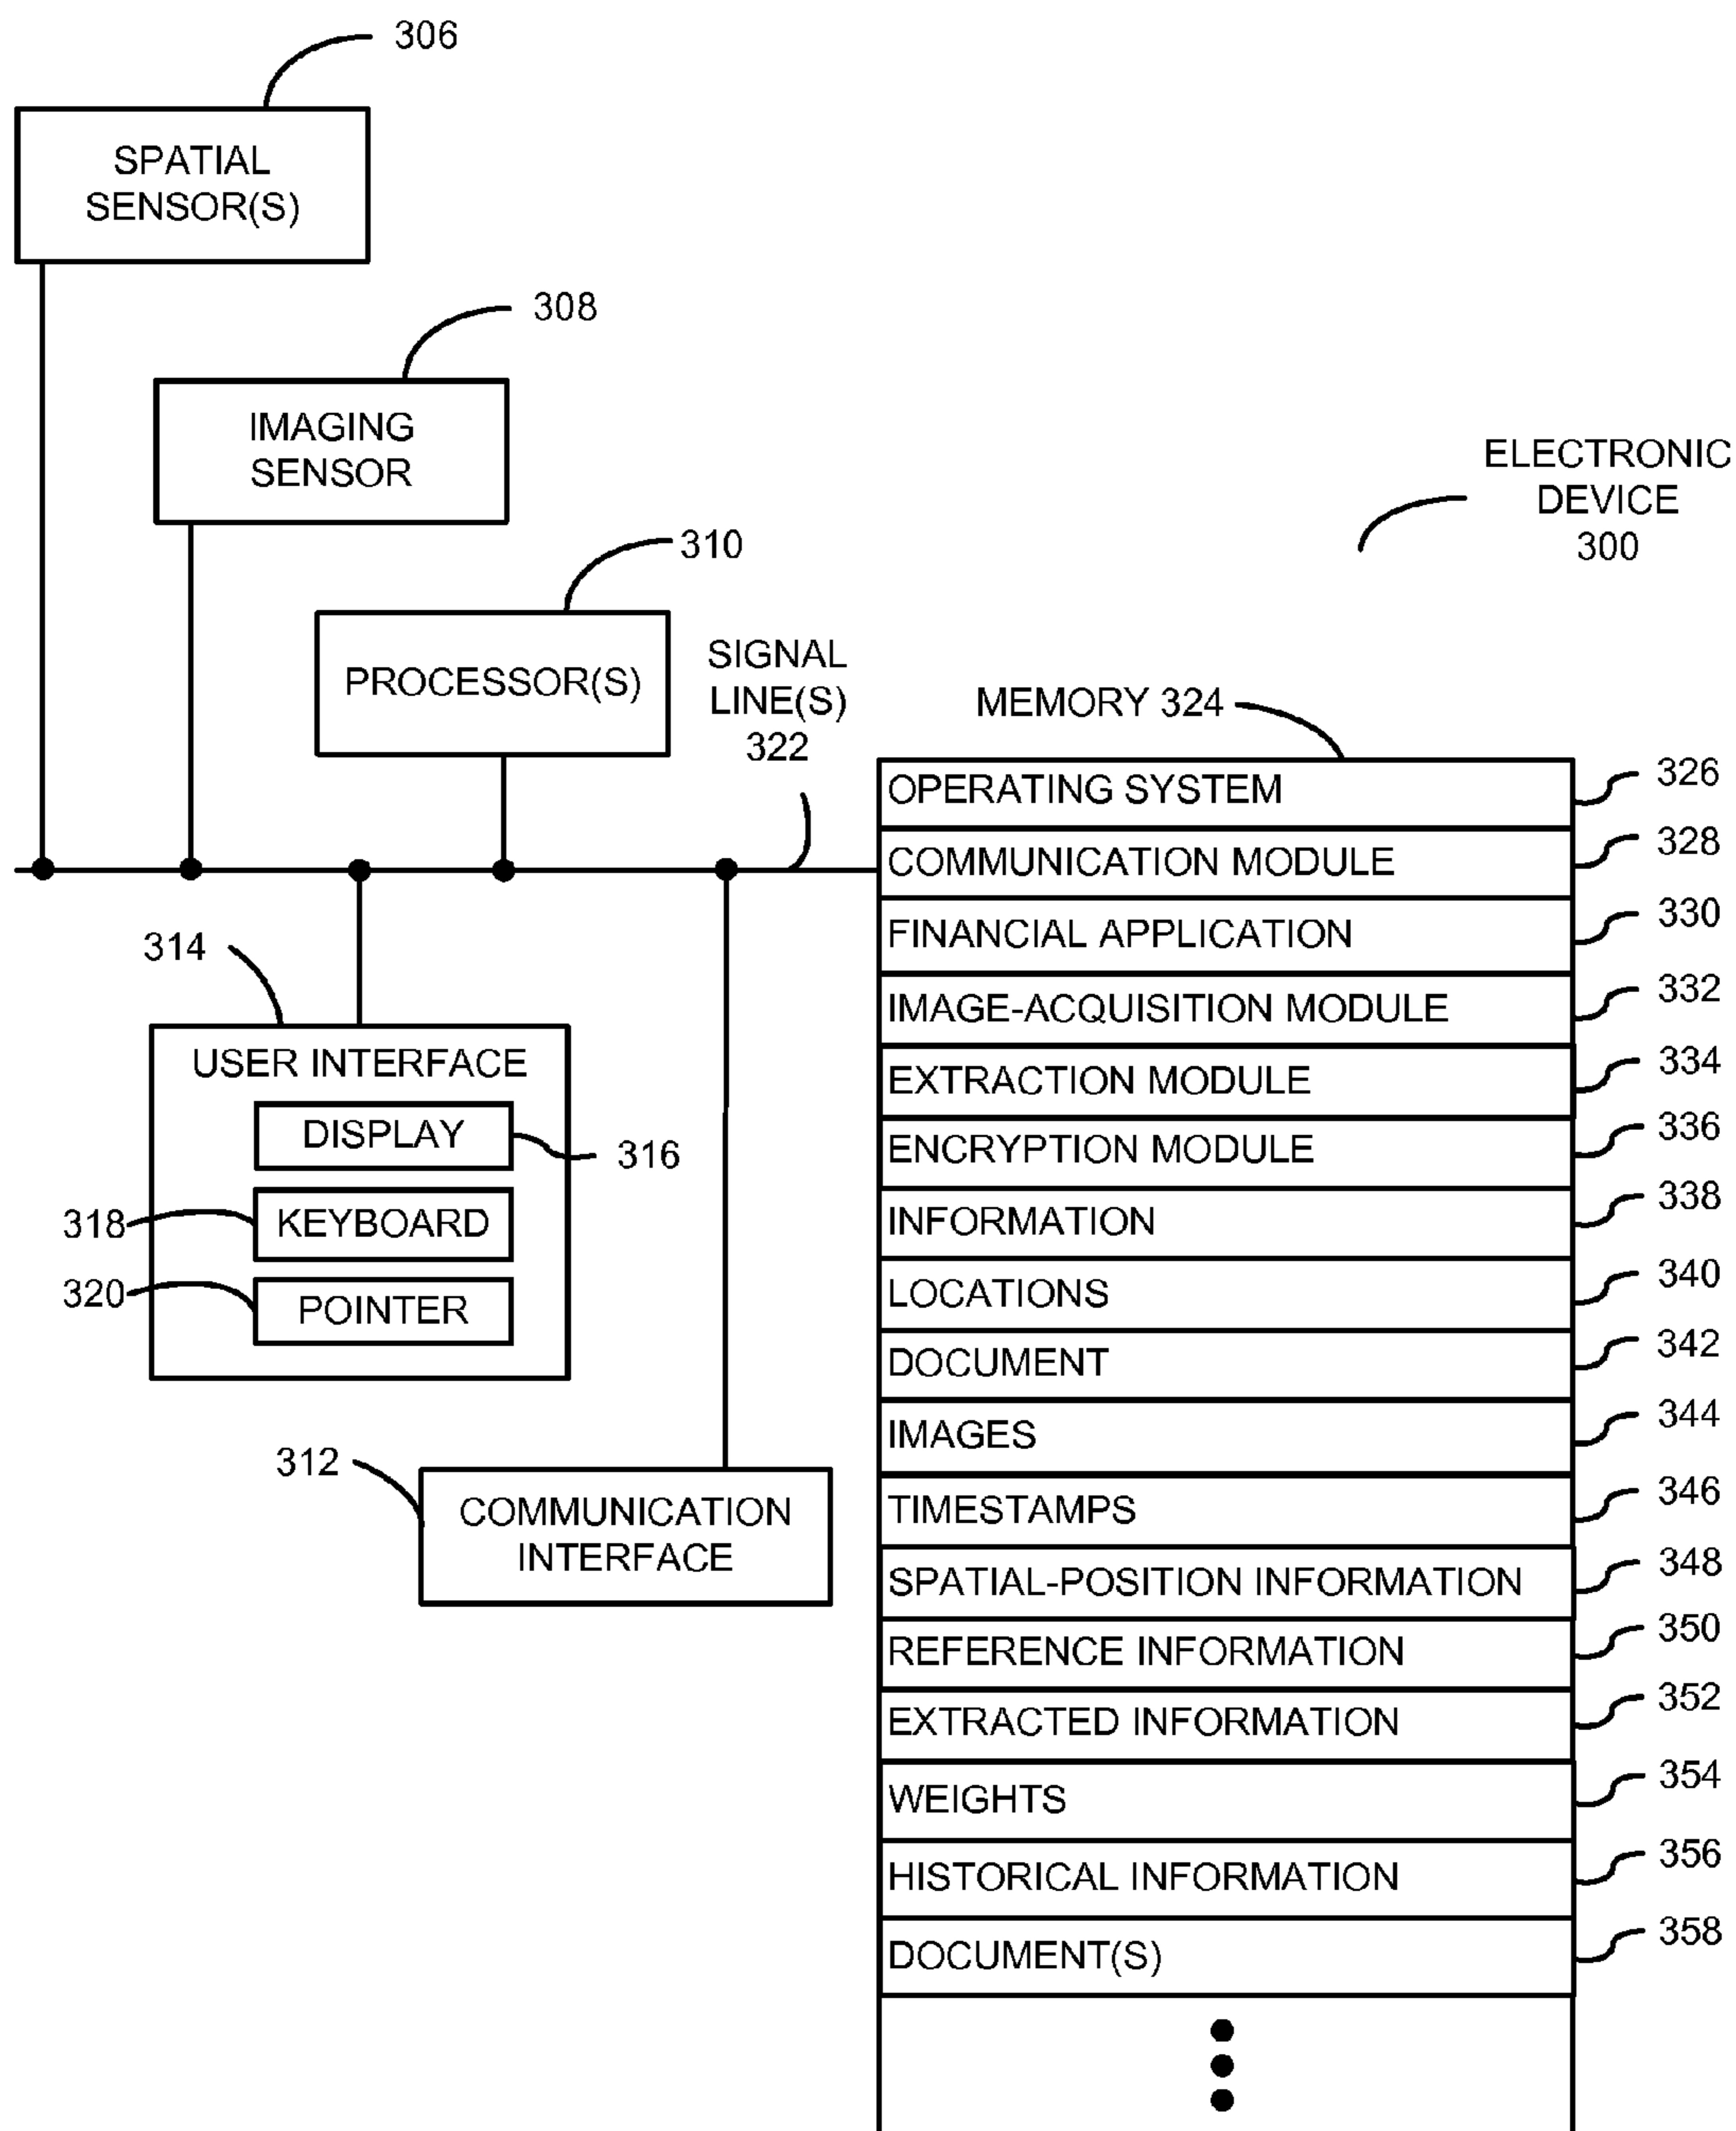 306
SPATIAL
SENSOR(S)
308
IMAGING
SENSOR
ELECTRONIC
DEVICE
300
310
PROCESSOR(S)
SIGNAL
LINE(S)
322
MEMORY 324
OPERATING SYSTEM
326
COMMUNICATION MODULE
328
FINANCIAL APPLICATION
330
IMAGE-ACQUISITION MODULE
332
EXTRACTION MODULE
334
ENCRYPTION MODULE
336
INFORMATION
338
LOCATIONS
340
DOCUMENT
342
IMAGES
344
TIMESTAMPS
346
SPATIAL-POSITION INFORMATION
348
REFERENCE INFORMATION
350
EXTRACTED INFORMATION
352
WEIGHTS
354
HISTORICAL INFORMATION
356
DOCUMENT(S)
358
314
USER INTERFACE
DISPLAY
316
318
KEYBOARD
320
POINTER
312
COMMUNICATION
INTERFACE